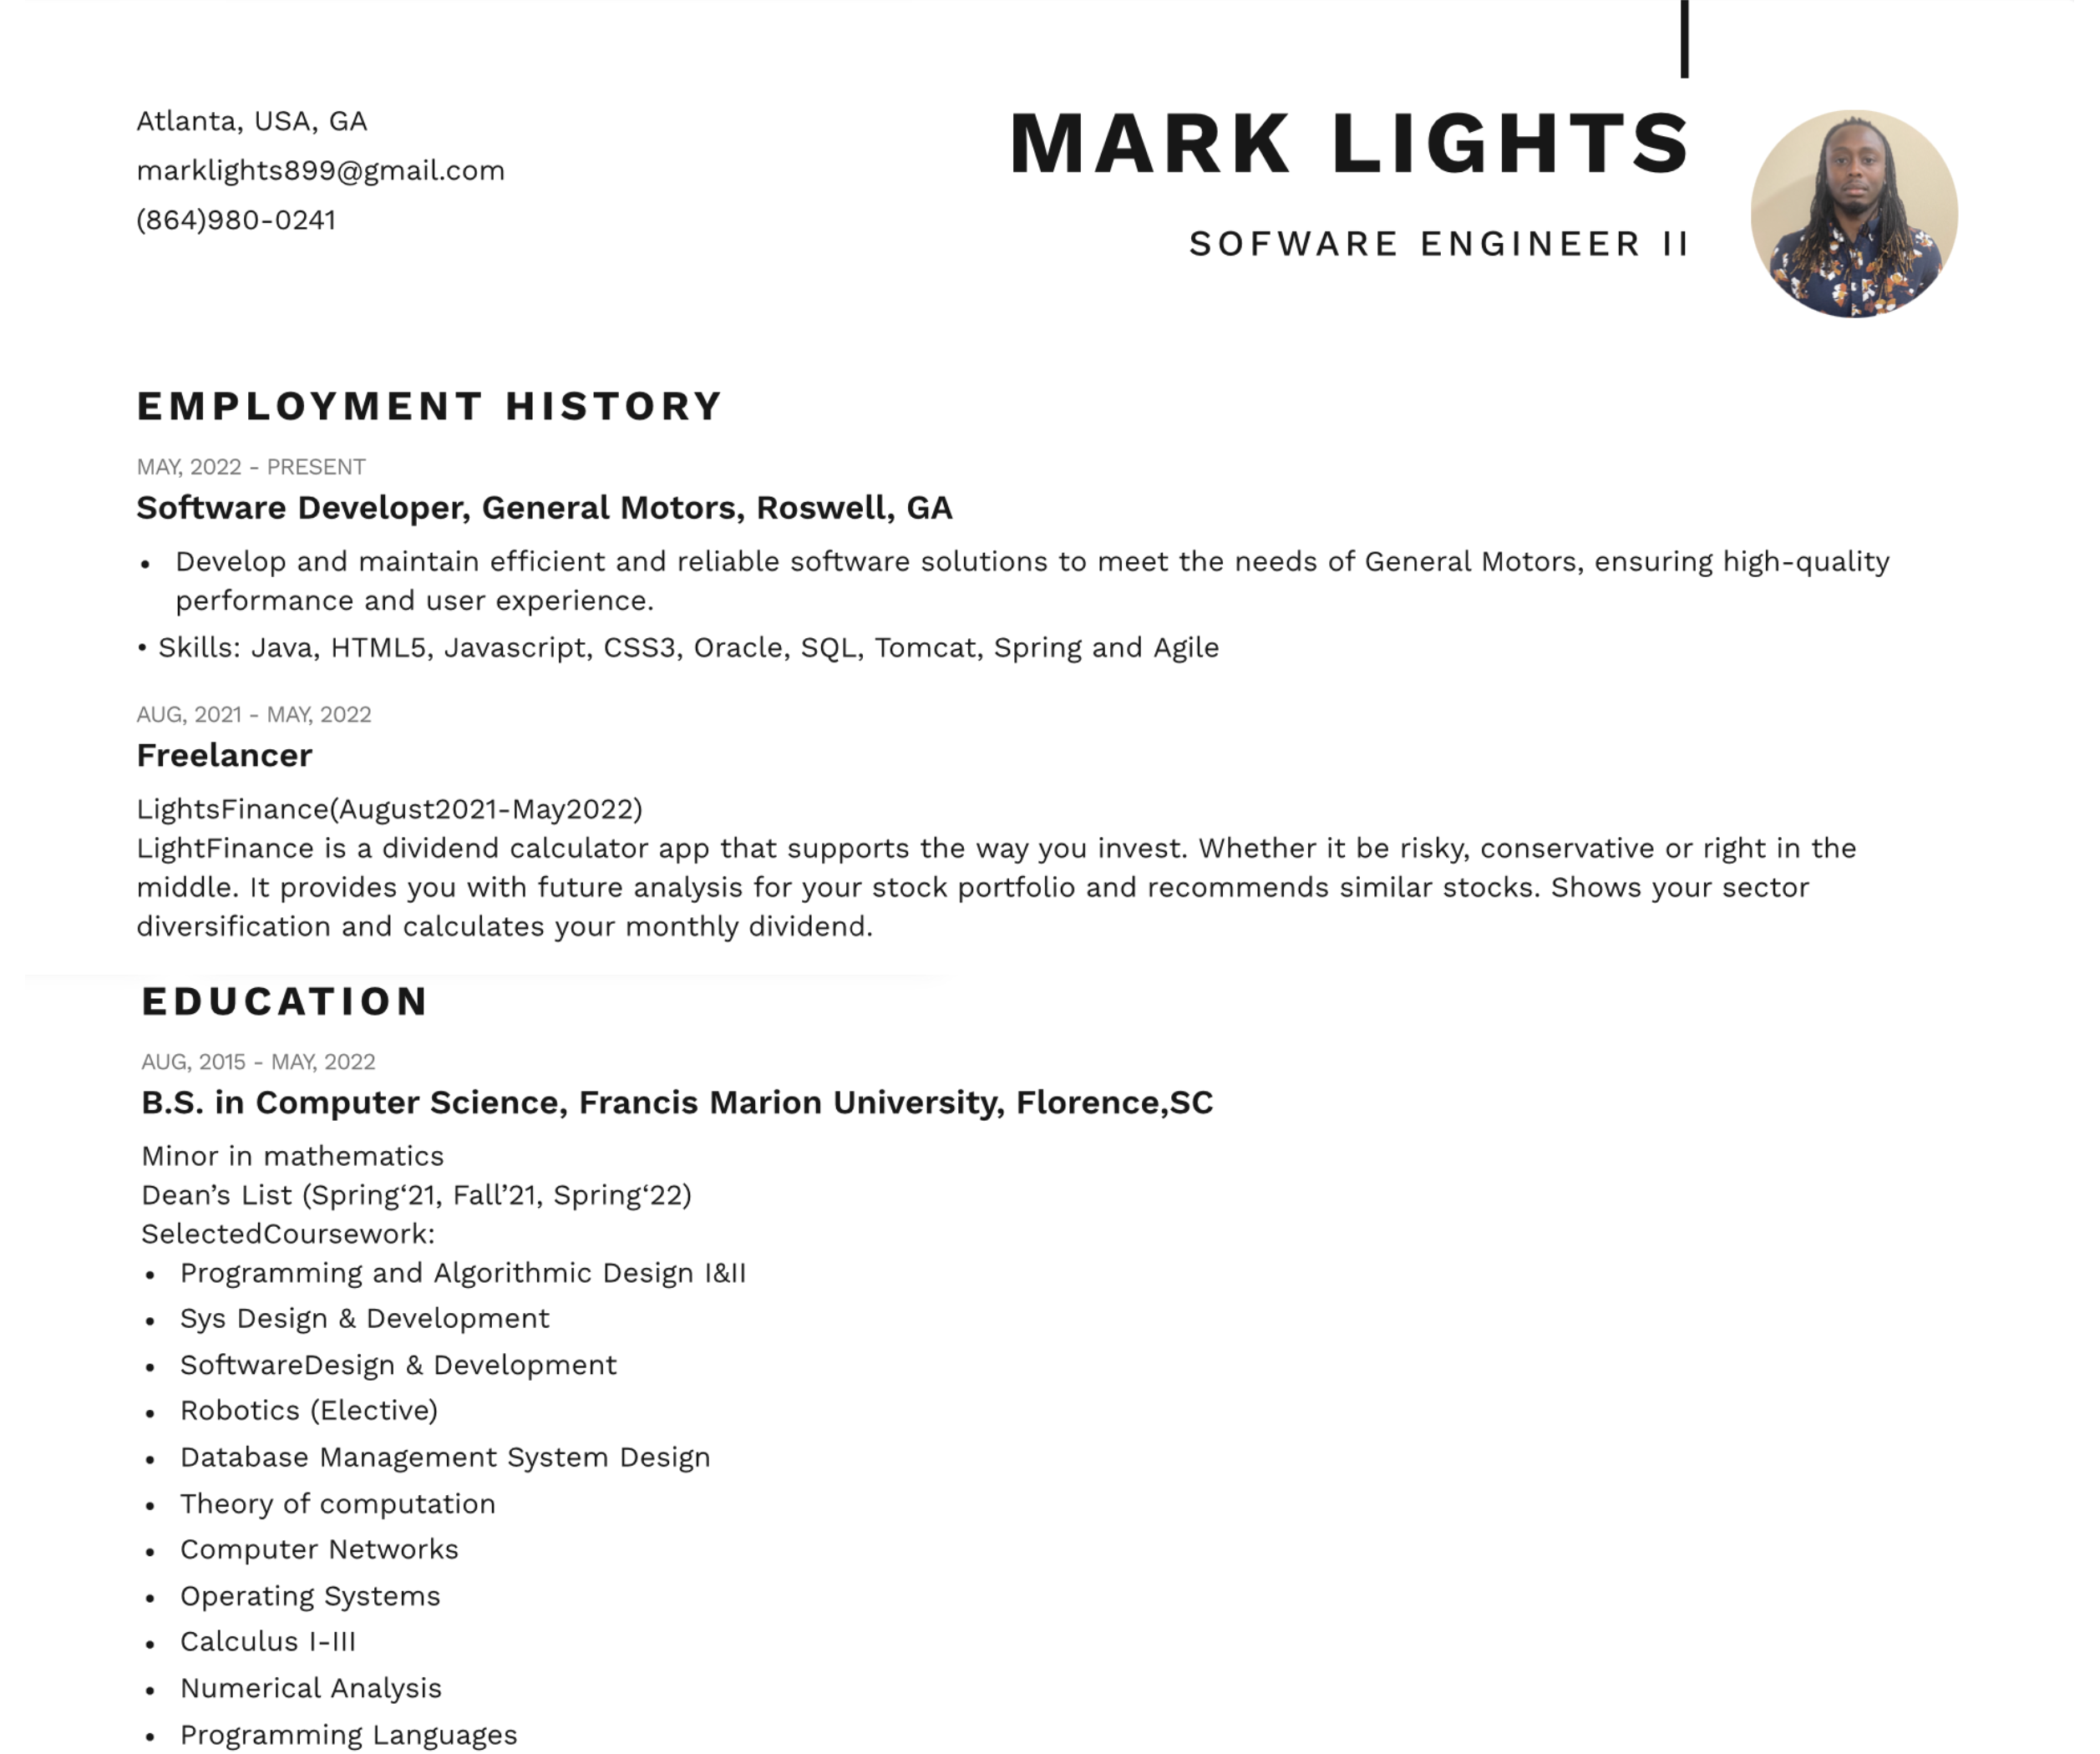 Atlanta, USA, GA
marklights899@gmail.com
(864)980-0241
MARK LIGHTS
SOFWARE ENGINEER II
EMPLOYMENT HISTORY
MAY, 2022 - PRESENT
Software Developer, General Motors, Roswell, GA
• Develop and maintain efficient and reliable software solutions to meet the needs of General Motors, ensuring high-quality
performance and user experience.
• Skills: Java, HTML5, Javascript, CSS3, Oracle, SQL, Tomcat, Spring and Agile
AUG, 2021 - MAY, 2022
Freelancer
LightsFinance(August2021-May2022)
LightFinance is a dividend calculator app that supports the way you invest. Whether it be risky, conservative or right in the
middle. It provides you with future analysis for your stock portfolio and recommends similar stocks. Shows your sector
diversification and calculates your monthly dividend.
EDUCATION
AUG, 2015 - MAY, 2022
B.S. in Computer Science, Francis Marion University, Florence,SC
Minor in mathematics
Dean’s List (Spring‘21, Fall’21, Spring‘22)
SelectedCoursework:
• Programming and Algorithmic Design I&II
• Sys Design & Development
• SoftwareDesign & Development
• Robotics (Elective)
• Database Management System Design
• Theory of computation
• Computer Networks
• Operating Systems
• Calculus I-III
• Numerical Analysis
• Programming Languages